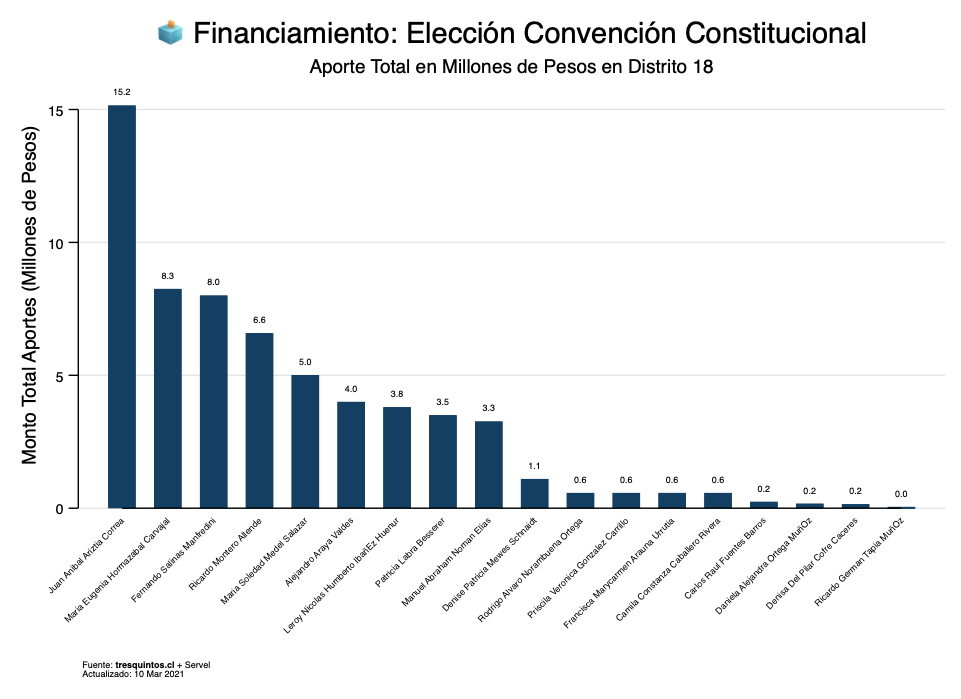 Financiamiento: Elección Convención Constitucional
Aporte Total en Millones de Pesos en Distrito 18
Monto Total Aportes (Millones de Pesos)
15
10
5
0
15.2
8.3
8.0
6.6
5.0
4.0
3.8
3.5
3.3
1.1
0.6
0.6
0.6
0.6
0.2
0.2
0.2
0.0
Juan Anibal Ariztia Correa
Maria Eugenia Hormazabal Carvajal
Fernando Salinas Manfredini
Ricardo Montero Allende
Maria Soledad Medel Salazar
Alejandro Araya Valdes
Leroy Nicolas Humberto IbañEz Huenur
Patricia Labra Besserer
Manuel Abraham Noman Elias
Denise Patricia Mewes Schnaidt
Rodrigo Alvaro Norambuena Ortega
Priscila Veronica Gonzalez Carrillo
Francisca Marycarmen Arauna Urrutia
Camila Constanza Caballero Rivera
Carlos Raul Fuentes Barros
Daniela Alejandra Ortega MuñOz
Denisa Del Pilar Cofre Caceres
Ricardo German Tapia MuñOz
Fuente: tresquintos.cl + Servel
Actualizado: 10 Mar 2021